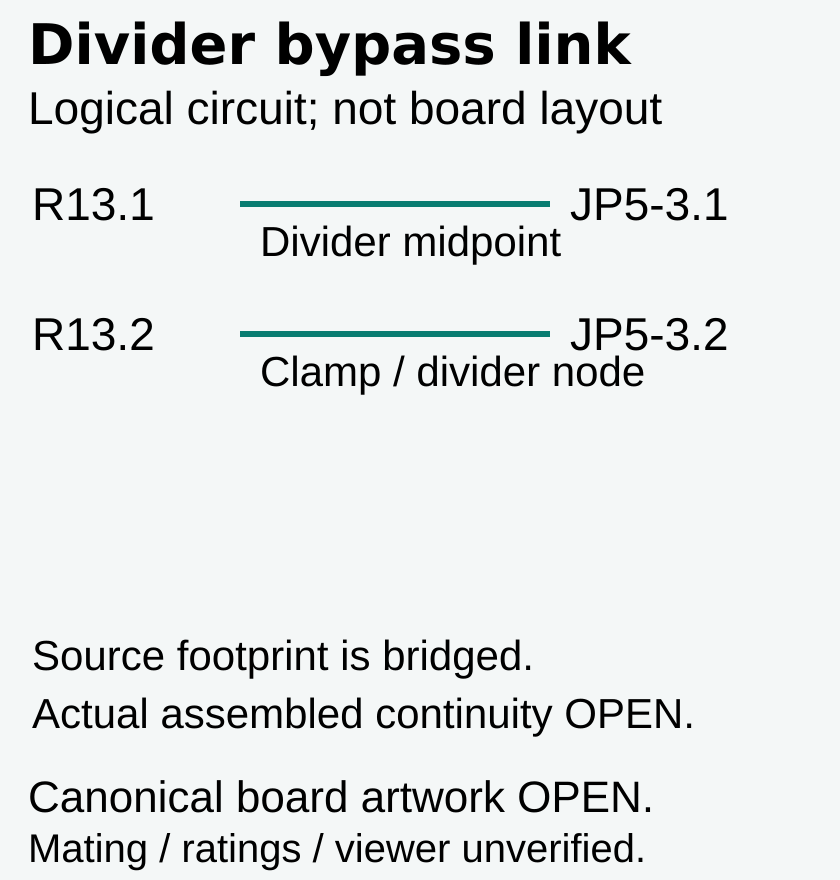 Divider bypass link
Logical circuit; not board layout
R13.1 JP5-3.1
Divider midpoint
R13.2 JP5-3.2
Clamp / divider node
Source footprint is bridged.
Actual assembled continuity OPEN.
Canonical board artwork OPEN.
Mating / ratings / viewer unverified.